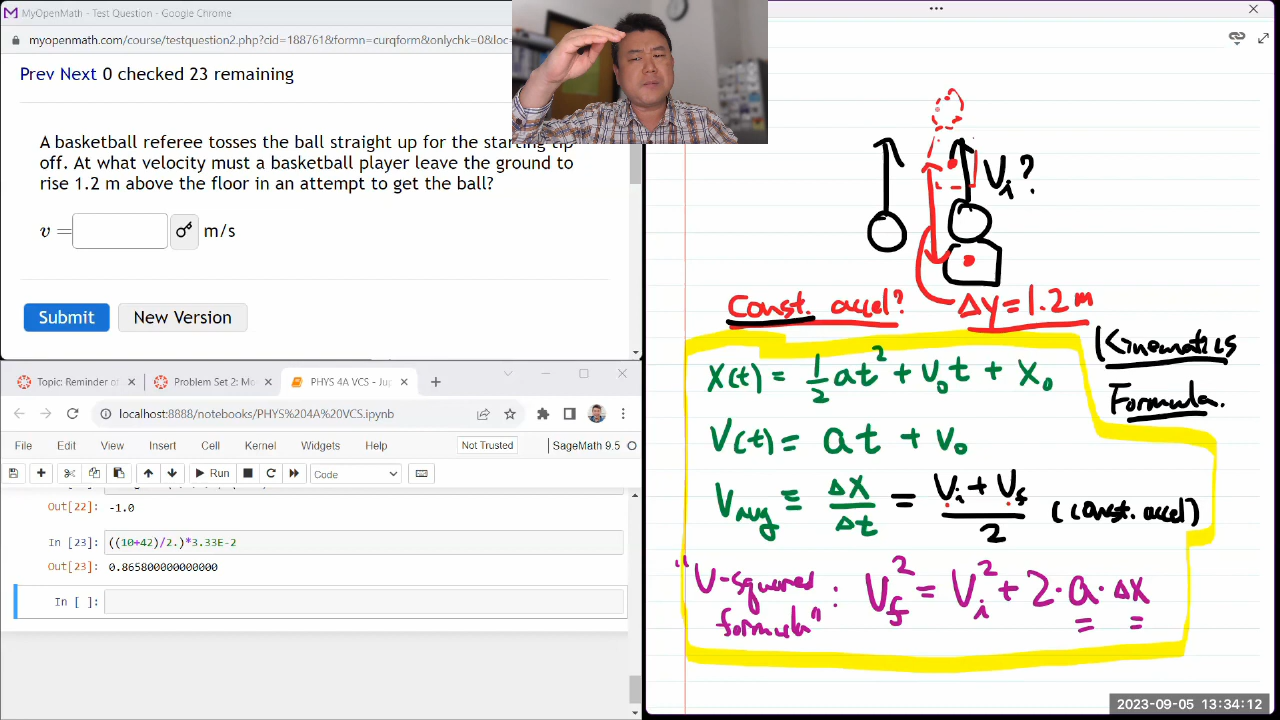 MyOpenMath - Test Question - Google Chrome
myopenmath.com/course/testquestion2.php?cid=188761&formn=curqform&onlychk=0&loc=
Prev Next 0 checked 23 remaining
A basketball referee tosses the ball straight up for the starting tip
off. At what velocity must a basketball player leave the ground to
rise 1.2 m above the floor in an attempt to get the ball?
v = m/s
Submit New Version
Topic: Reminder Problem Set 2: M PHYS 4A VCS - Ju
localhost:8888/notebooks/PHYS%204A%20VCS.ipynb
File Edit View Insert Cell Kernel Widgets Help Not Trusted SageMath 9.5
Run Code
Out[22]: -1.0
In [23]: ((10+42)/2.)*3.33E-2
Out[23]: 0.865800000000000
In [ ]:
Vi?
Const. accel? Δy = 1.2 m
Kinematics
Formula.
x(t) = 1/2 at² + v₀t + x₀
v(t) = at + v₀
Vavg = Δx/Δt = (Vi + Vf)/2 (const. accel)
"V-squared formula": Vf² = Vi² + 2·a·Δx
2023-09-05 13:34:12